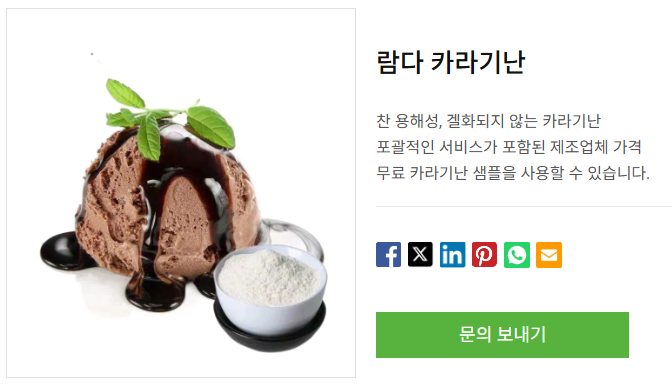 람다 카라기난
찬 용해성, 겔화되지 않는 카라기난
포괄적인 서비스가 포함된 제조업체 가격
무료 카라기난 샘플을 사용할 수 있습니다.
문의 보내기